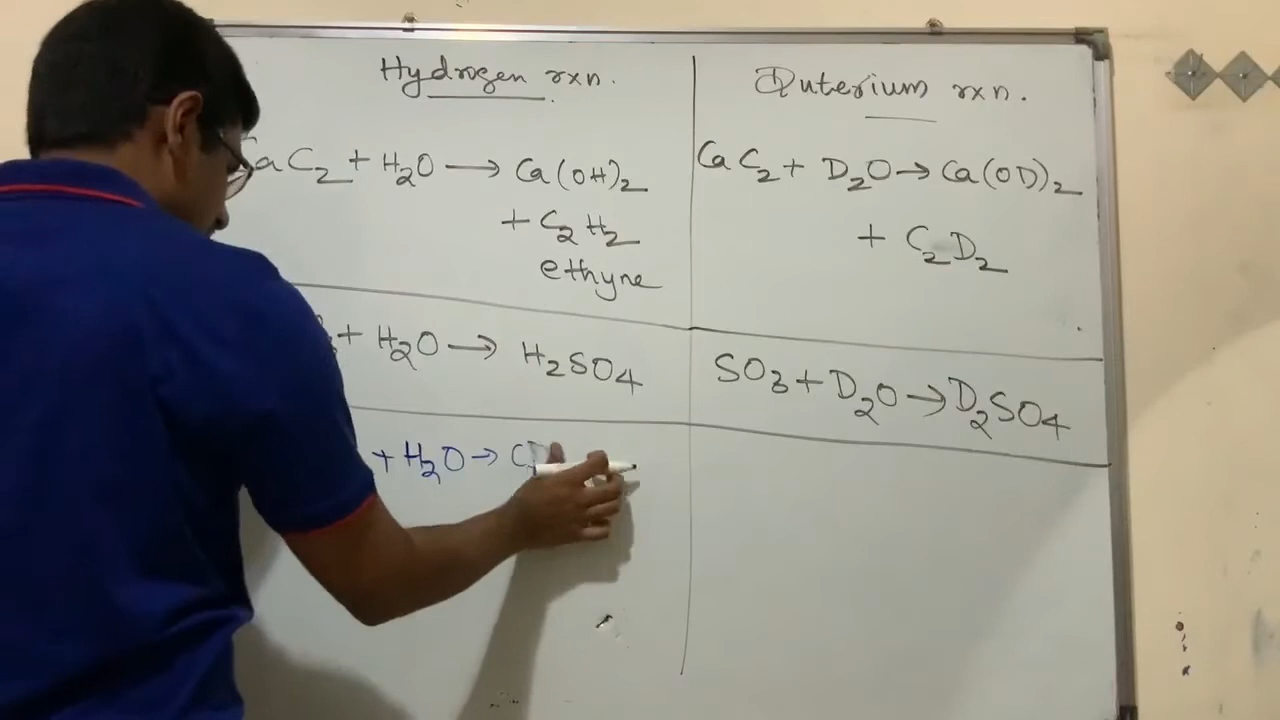 Hydrogen rxn.
CaC₂ + H₂O → Ca(OH)₂
+ C₂H₂
ethyne
+ H₂O → H₂SO₄
+ H₂O → C
Duterium rxn.
CaC₂ + D₂O → Ca(OD)₂
+ C₂D₂
SO₃ + D₂O → D₂SO₄